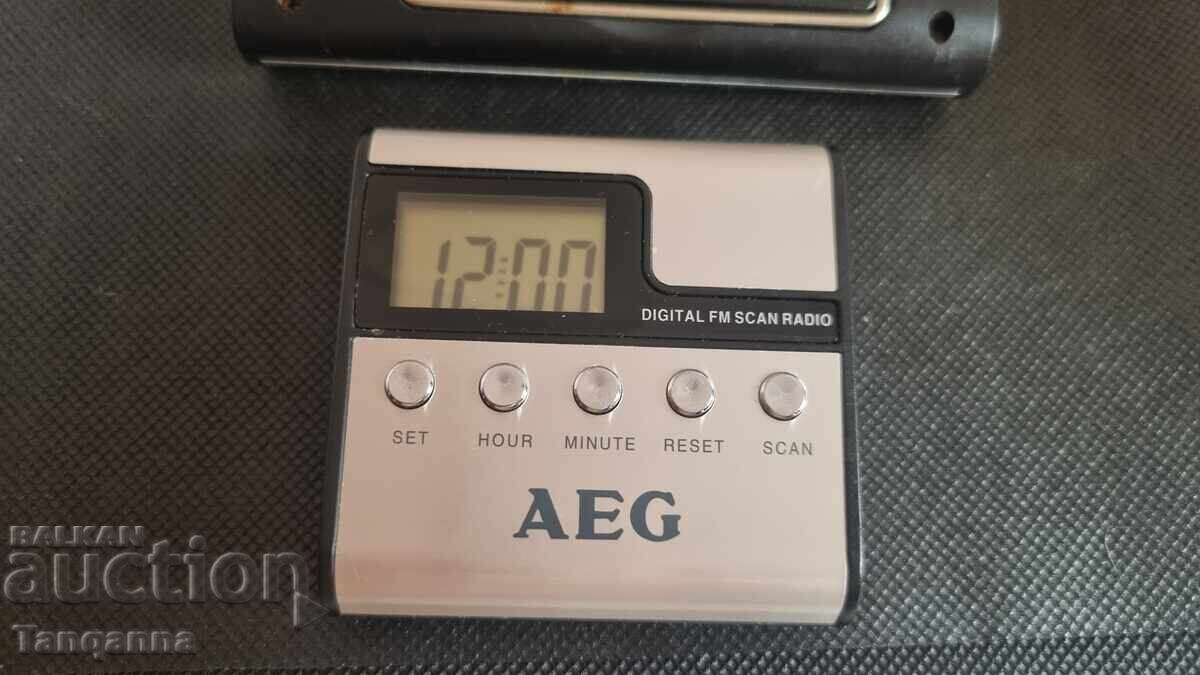 12:00
DIGITAL FM SCAN RADIO
SET HOUR MINUTE RESET SCAN
AEG
BALKAN
auction
Tanganna